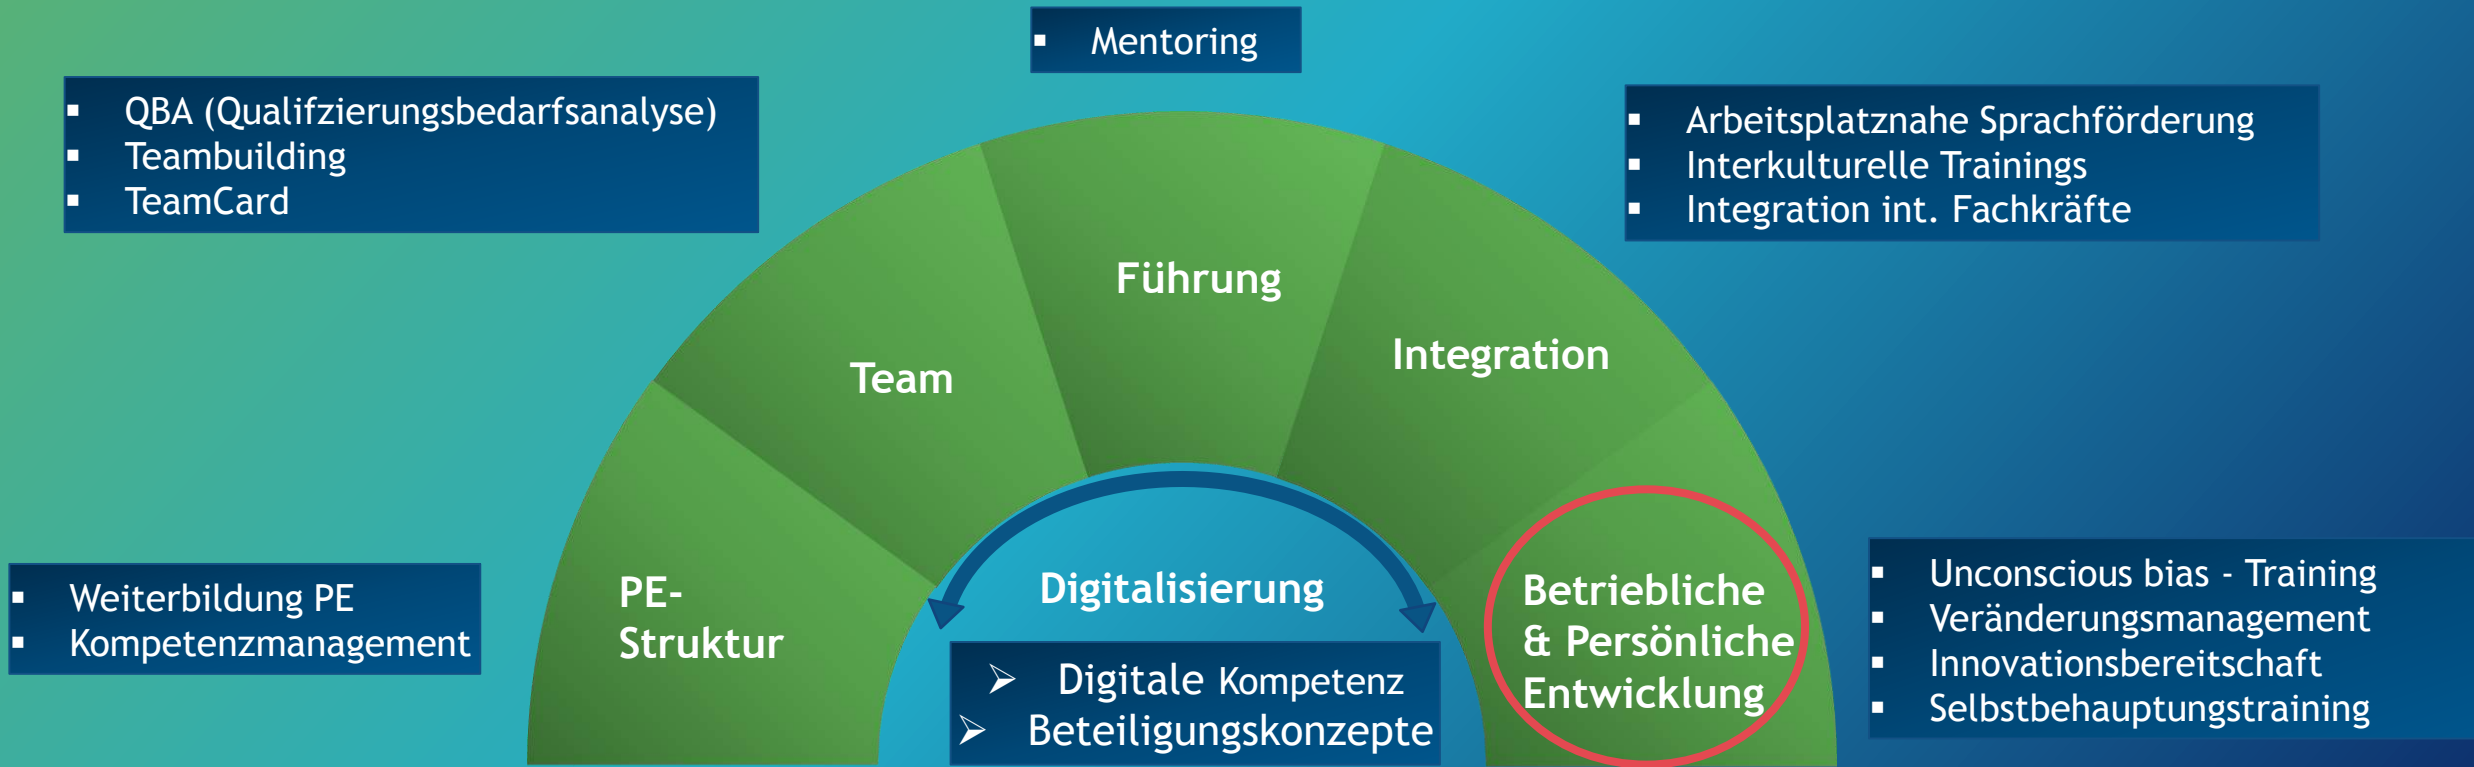 Mentoring
QBA (Qualifzierungsbedarfsanalyse)
Teambuilding
TeamCard
Arbeitsplatznahe Sprachförderung
Interkulturelle Trainings
Integration int. Fachkräfte
Führung
Integration
Team
Weiterbildung PE
Kompetenzmanagement
PE-
Struktur
Digitalisierung
➢ Digitale Kompetenz
➢ Beteiligungskonzepte
Betriebliche
& Persönliche
Entwicklung
Unconscious bias - Training
Veränderungsmanagement
Innovationsbereitschaft
Selbstbehauptungstraining